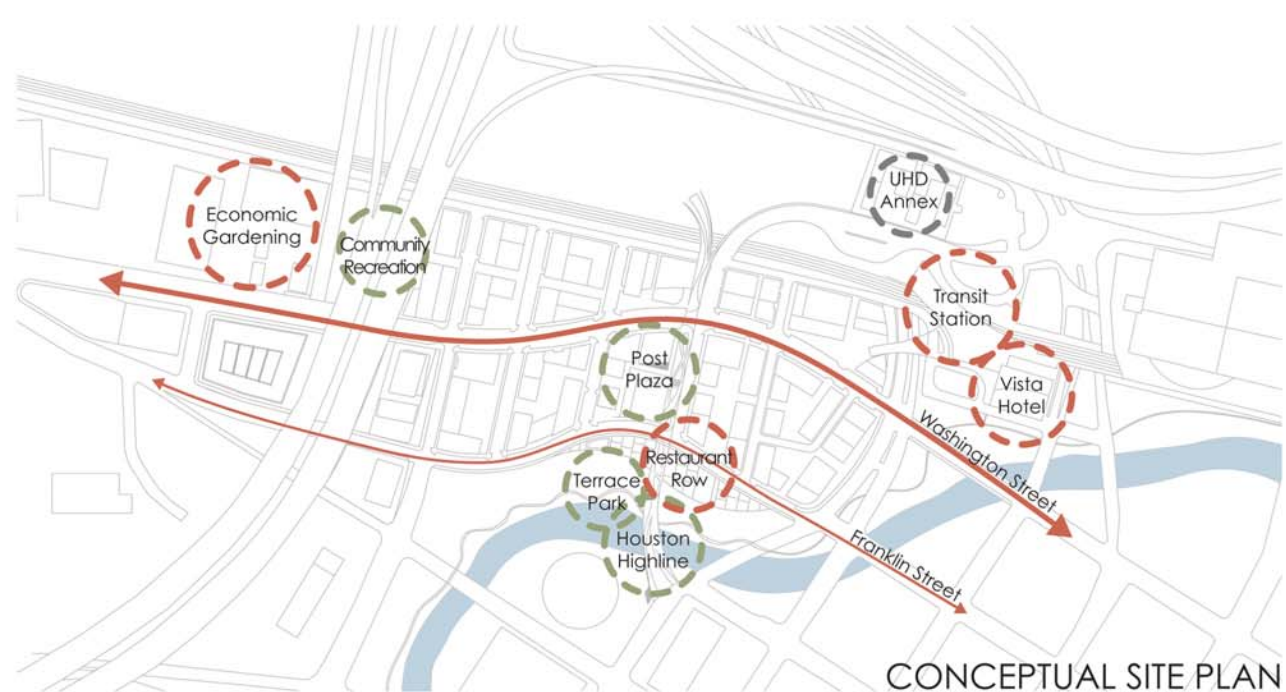 UHD
Annex
Economic
Gardening
Community
Recreation
Transit
Station
Post
Plaza
Vista
Hotel
Washington Street
Restaurant
Row
Terrace
Park
Houston
Highline
Franklin Street
CONCEPTUAL SITE PLAN